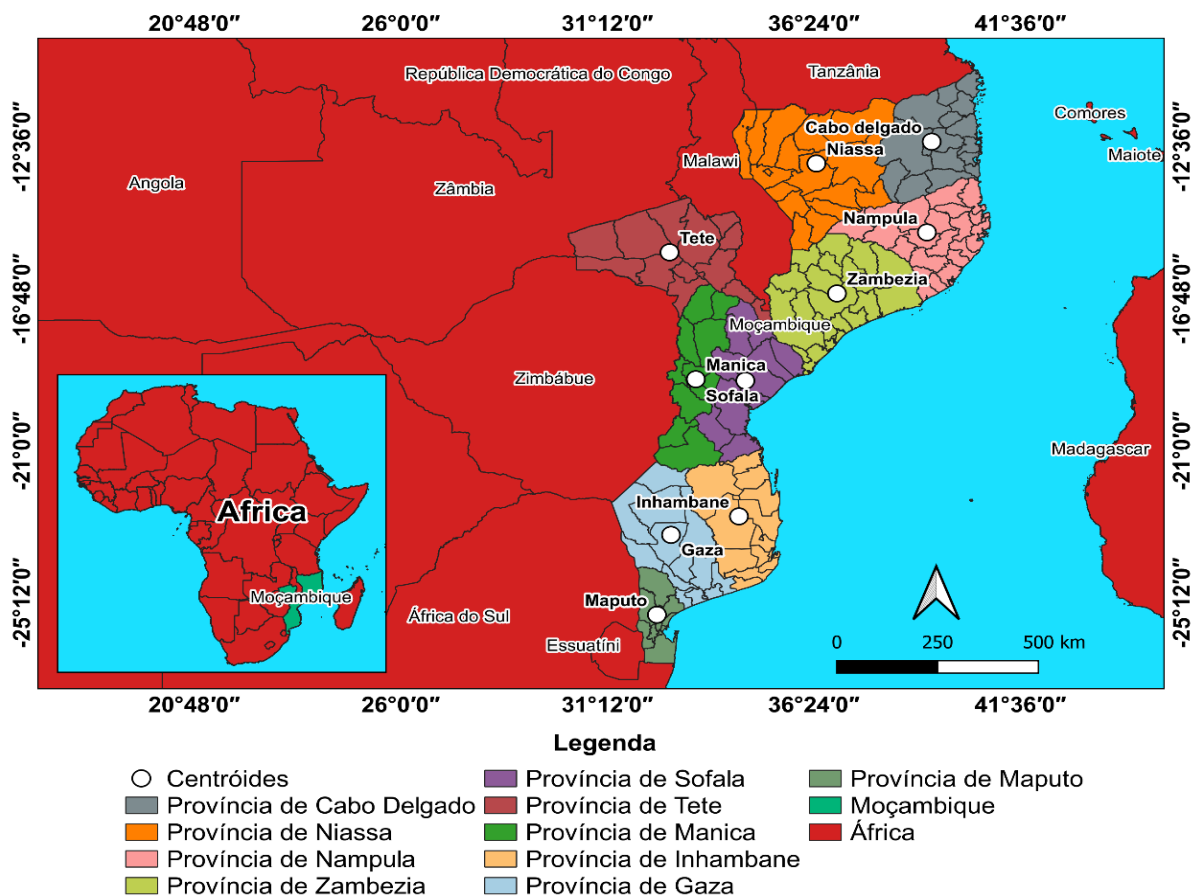 20°48′0″ 26°0′0″ 31°12′0″ 36°24′0″ 41°36′0″
República Democrática do Congo
Tanzânia
Comores
Cabo delgado
-12°36′0″
-12°36′0″
Niassa
Maiote
Malawi
Angola
Zâmbia
Nampula
Tete
Zambezia
-16°48′0″
-16°48′0″
Moçambique
Manica
Zimbábue
Sofala
-21°0′0″
-21°0′0″
Madagascar
Inhambane
Africa
Gaza
Moçambique
Maputo
-25°12′0″
-25°12′0″
África do Sul
Essuatíni
0 250 500 km
20°48′0″ 26°0′0″ 31°12′0″ 36°24′0″ 41°36′0″
Legenda
Centróides
Província de Cabo Delgado
Província de Niassa
Província de Nampula
Província de Zambezia
Província de Sofala
Província de Tete
Província de Manica
Província de Inhambane
Província de Gaza
Província de Maputo
Moçambique
África